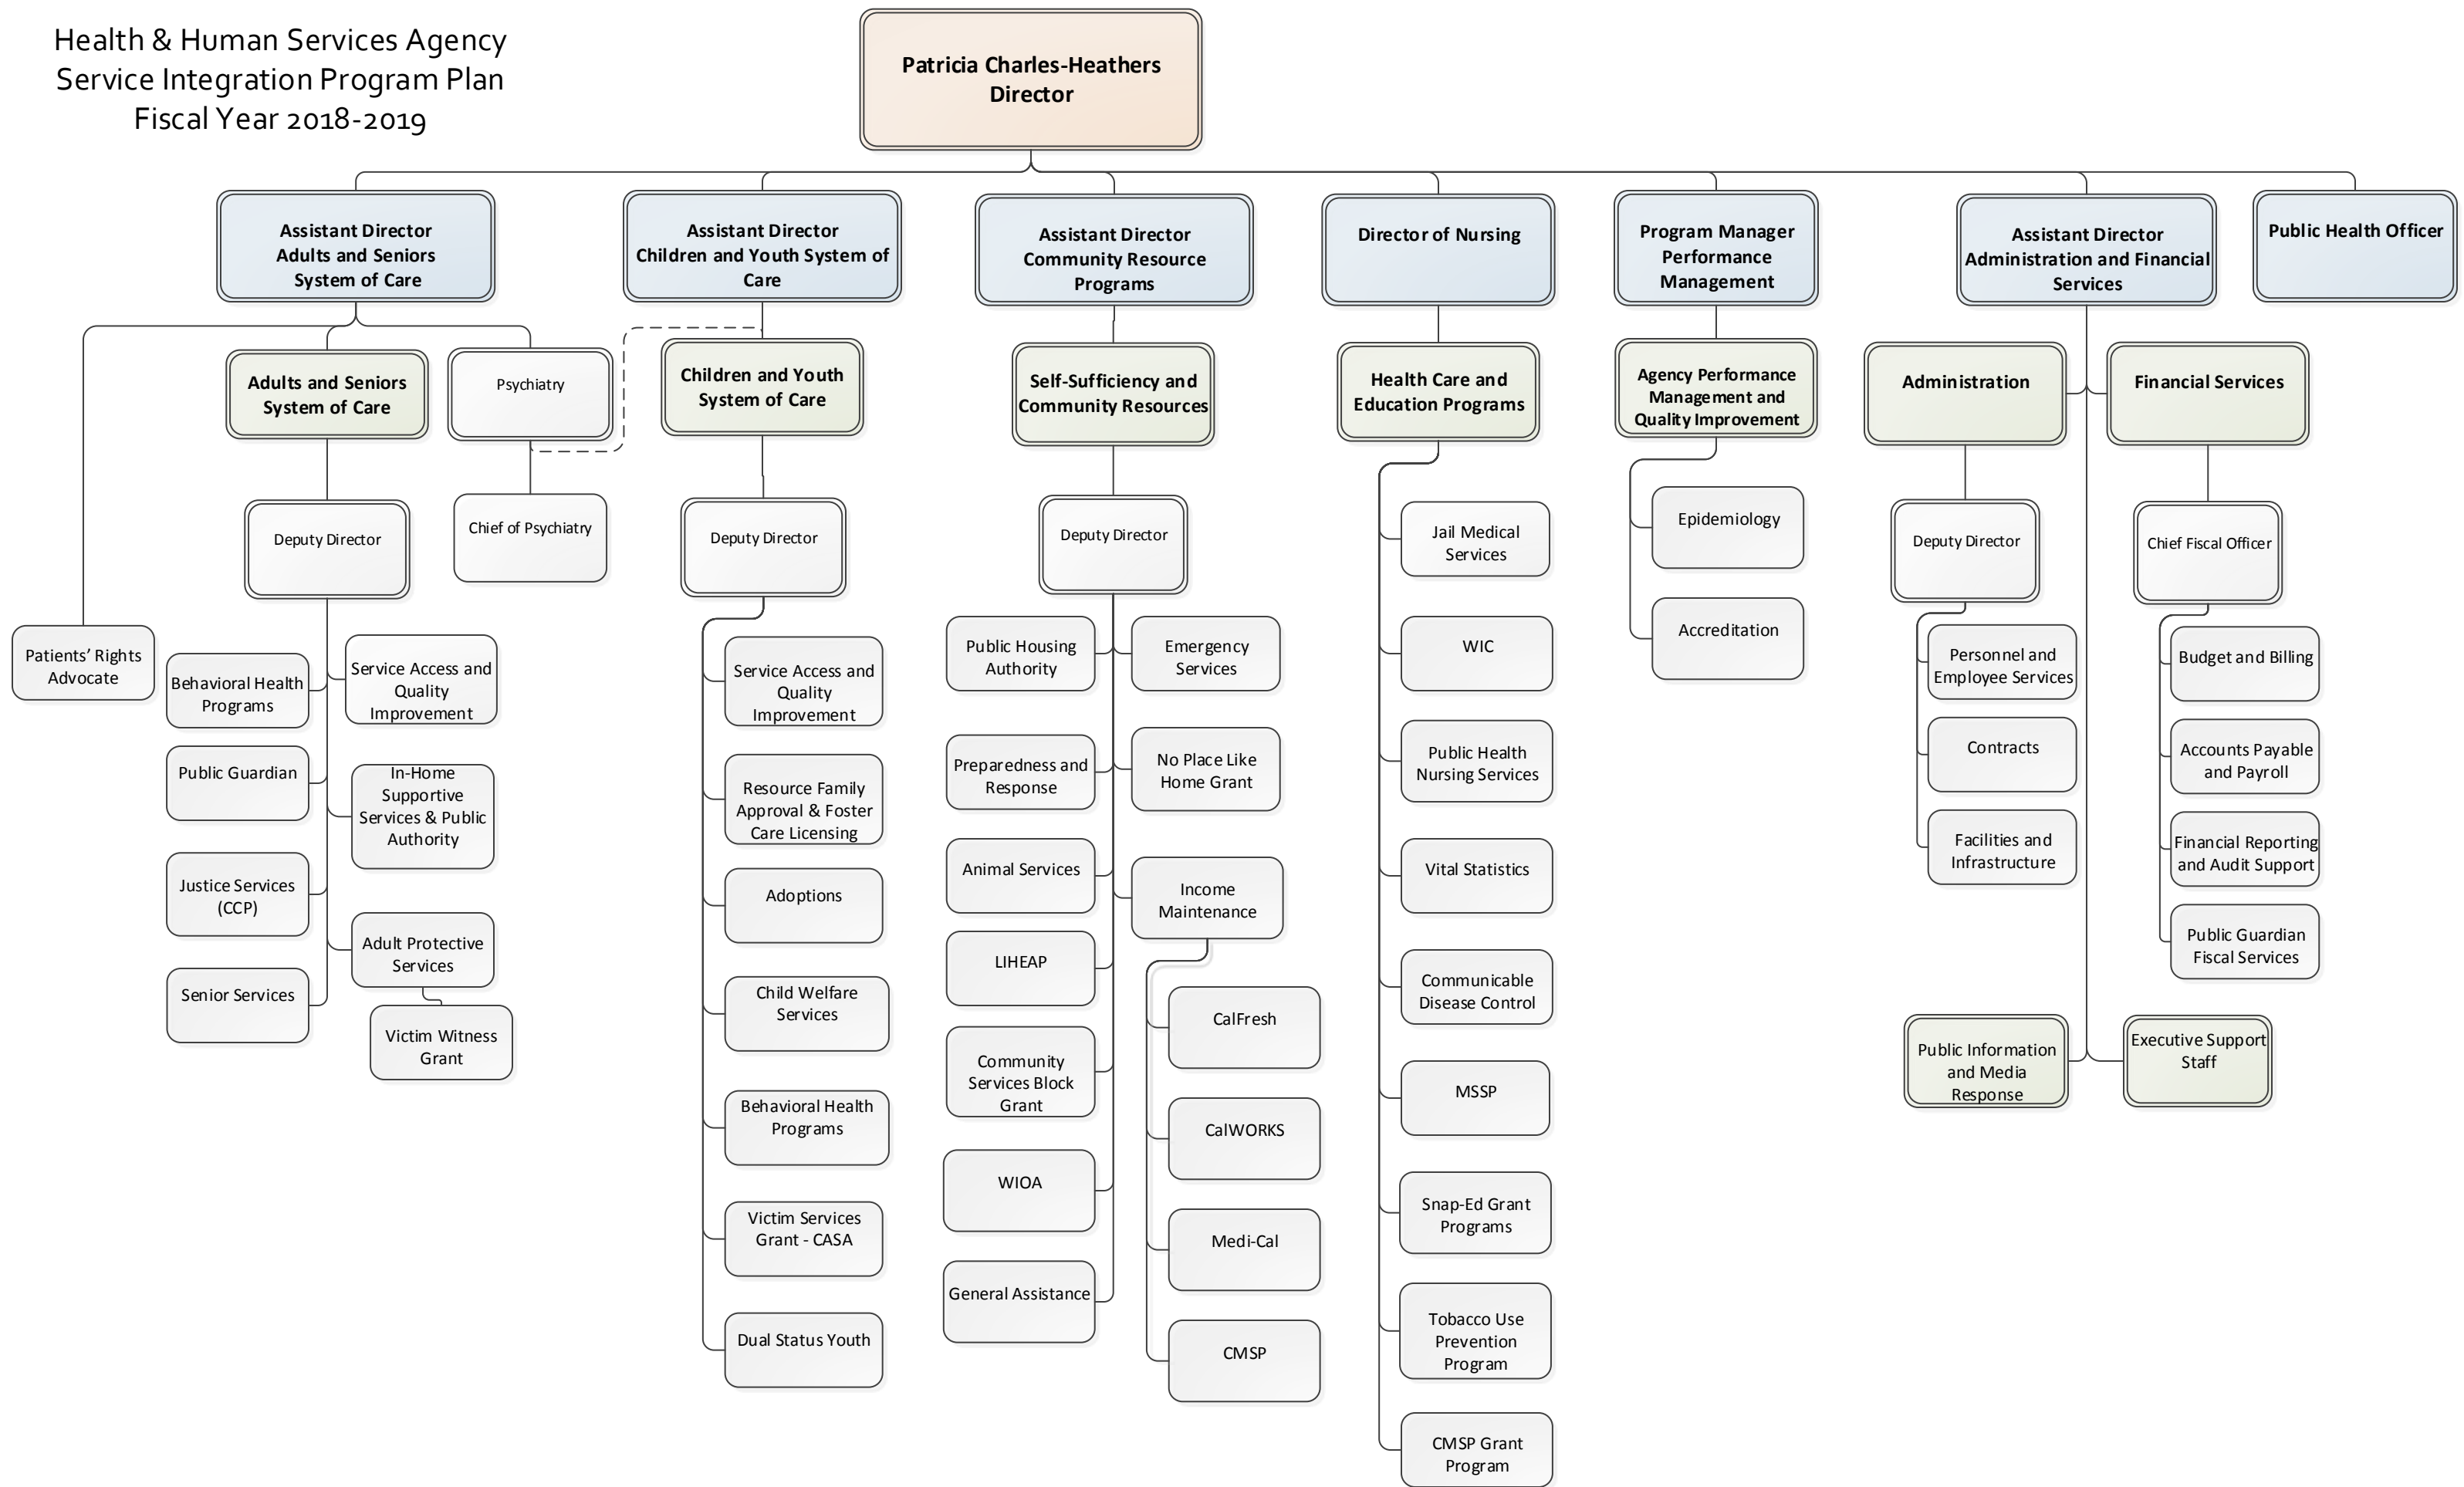 Health & Human Services Agency
Service Integration Program Plan
Fiscal Year 2018-2019
Patricia Charles-Heathers
Director
Assistant Director
Adults and Seniors
System of Care
Assistant Director
Children and Youth System of
Care
Assistant Director
Community Resource
Programs
Director of Nursing
Program Manager
Performance
Management
Assistant Director
Administration and Financial
Services
Public Health Officer
Adults and Seniors
System of Care
Psychiatry
Children and Youth
System of Care
Self-Sufficiency and
Community Resources
Health Care and
Education Programs
Agency Performance
Management and
Quality Improvement
Administration
Financial Services
Deputy Director
Chief of Psychiatry
Deputy Director
Deputy Director
Deputy Director
Chief Fiscal Officer
Patients' Rights
Advocate
Behavioral Health
Programs
Public Guardian
Justice Services
(CCP)
Senior Services
Service Access and
Quality
Improvement
In-Home
Supportive
Services & Public
Authority
Adult Protective
Services
Victim Witness
Grant
Service Access and
Quality
Improvement
Resource Family
Approval & Foster
Care Licensing
Adoptions
Child Welfare
Services
Behavioral Health
Programs
Victim Services
Grant - CASA
Dual Status Youth
Public Housing
Authority
Preparedness and
Response
Animal Services
LIHEAP
Community
Services Block
Grant
WIOA
General Assistance
Emergency
Services
No Place Like
Home Grant
Income
Maintenance
CalFresh
CalWORKS
Medi-Cal
CMSP
Jail Medical
Services
WIC
Public Health
Nursing Services
Vital Statistics
Communicable
Disease Control
MSSP
Snap-Ed Grant
Programs
Tobacco Use
Prevention
Program
CMSP Grant
Program
Epidemiology
Accreditation
Personnel and
Employee Services
Contracts
Facilities and
Infrastructure
Budget and Billing
Accounts Payable
and Payroll
Financial Reporting
and Audit Support
Public Guardian
Fiscal Services
Public Information
and Media
Response
Executive Support
Staff